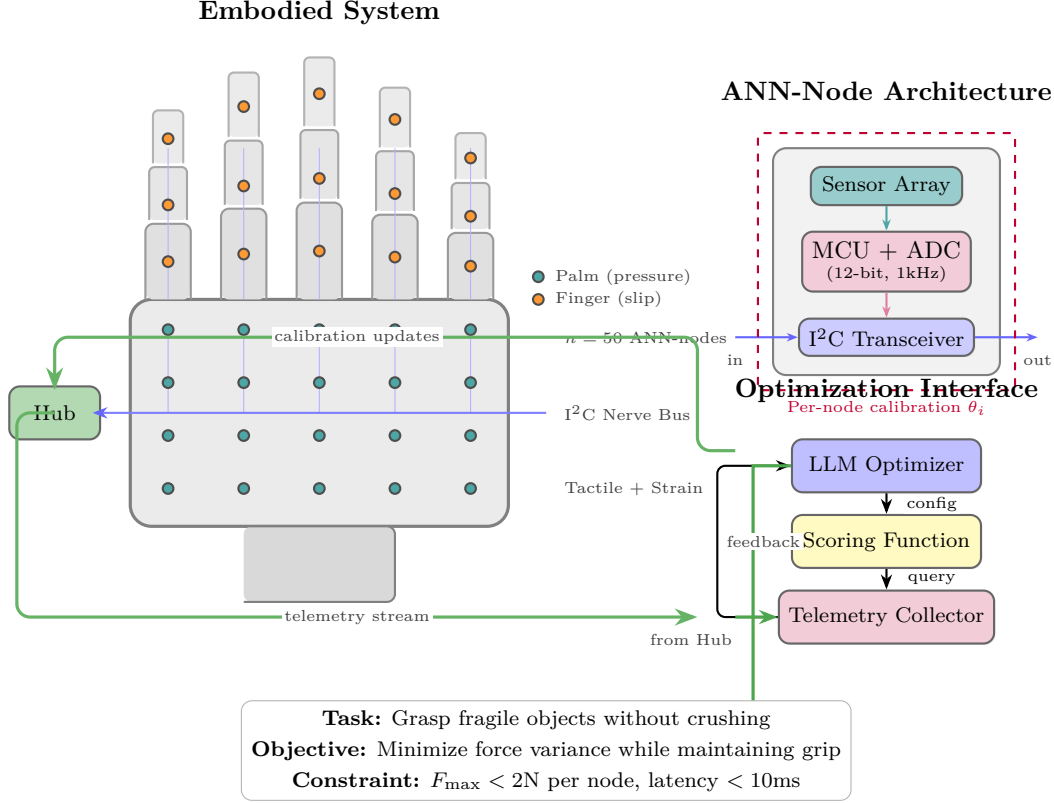 Embodied System
ANN-Node Architecture
Sensor Array
MCU + ADC
(12-bit, 1kHz)
I²C Transceiver
in
out
Per-node calibration θᵢ
Palm (pressure)
Finger (slip)
n = 50 ANN-nodes
calibration updates
Hub
I²C Nerve Bus
Tactile + Strain
Optimization Interface
LLM Optimizer
config
Scoring Function
feedback
query
Telemetry Collector
telemetry stream
from Hub
Task: Grasp fragile objects without crushing
Objective: Minimize force variance while maintaining grip
Constraint: F_max < 2N per node, latency < 10ms